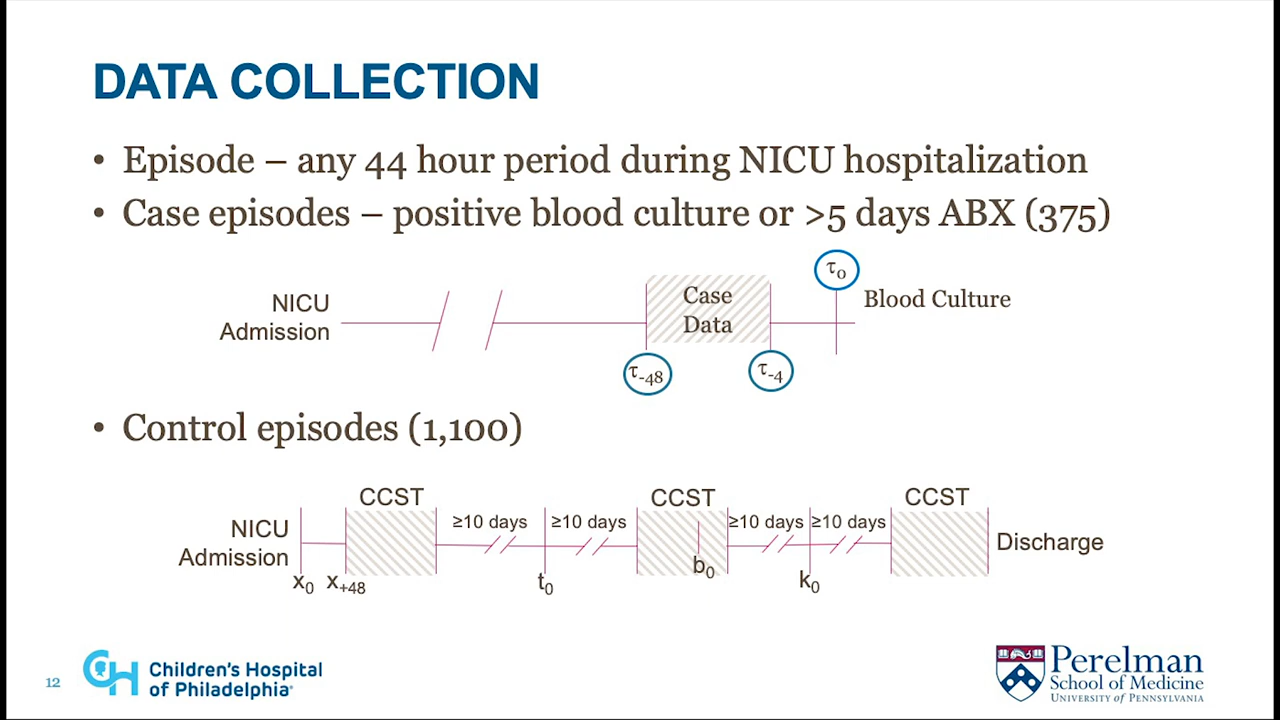 DATA COLLECTION
• Episode – any 44 hour period during NICU hospitalization
• Case episodes – positive blood culture or >5 days ABX (375)
τ0
NICU
Admission
Case
Data
Blood Culture
τ-48
τ-4
• Control episodes (1,100)
CCST CCST CCST
≥10 days ≥10 days ≥10 days ≥10 days
NICU
Admission
Discharge
x0 x+48 t0 b0 k0
12
CH
Children's Hospital
of Philadelphia
Perelman
School of Medicine
University of Pennsylvania